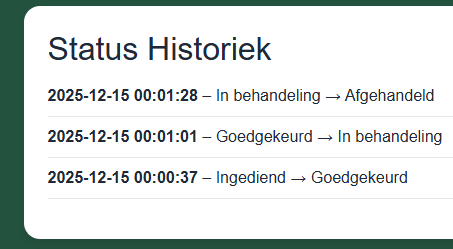 Status Historiek
2025-12-15 00:01:28 – In behandeling → Afgehandeld
2025-12-15 00:01:01 – Goedgekeurd → In behandeling
2025-12-15 00:00:37 – Ingediend → Goedgekeurd